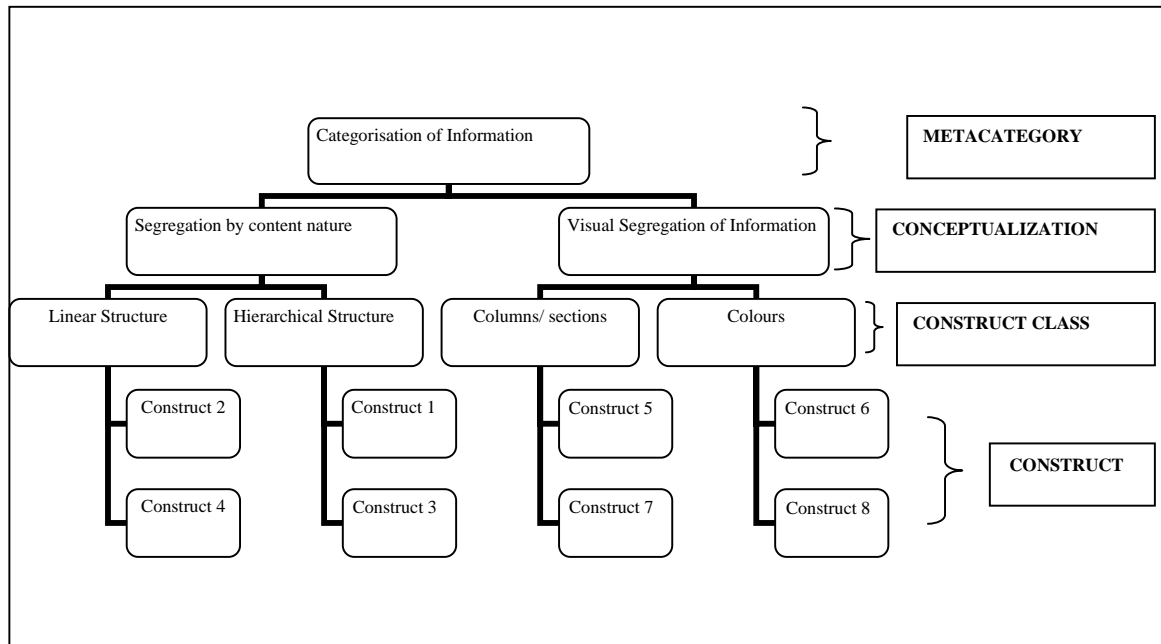 Categorisation of Information
METACATEGORY
Segregation by content nature
Visual Segregation of Information
CONCEPTUALIZATION
Linear Structure
Hierarchical Structure
Columns/ sections
Colours
CONSTRUCT CLASS
Construct 2
Construct 1
Construct 5
Construct 6
CONSTRUCT
Construct 4
Construct 3
Construct 7
Construct 8